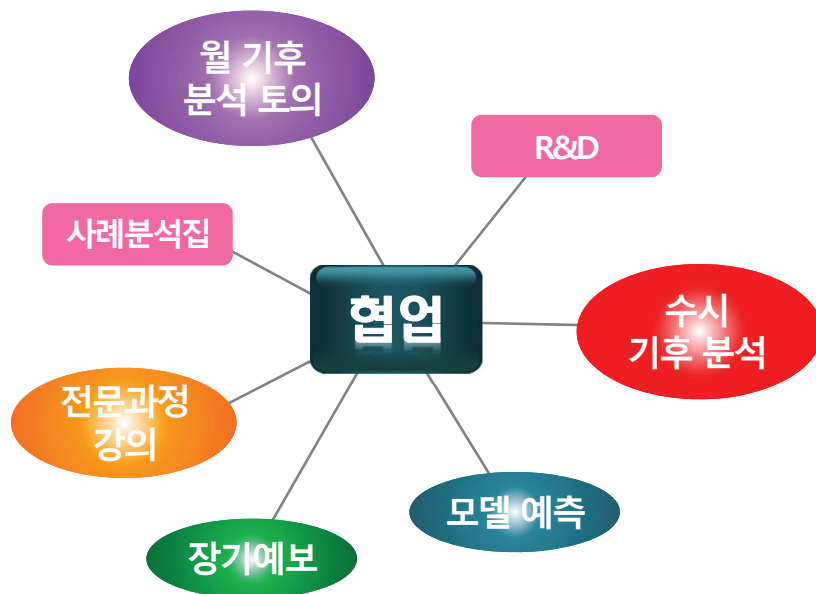 월 기후
분석 토의
R&D
사례분석집
협업
수시
기후 분석
전문과정
강의
모델 예측
장기예보